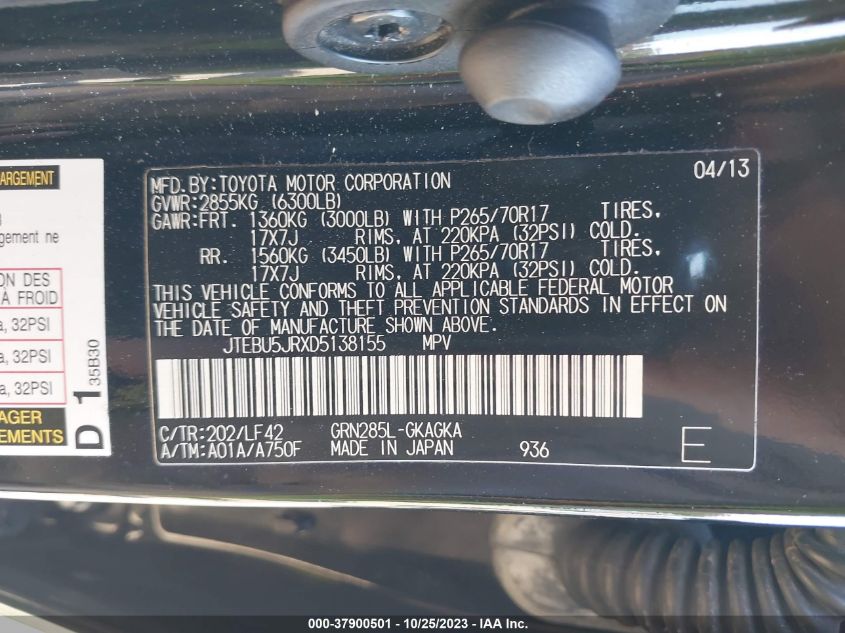 ARGEMENT
gement ne
ON DES
À FROID
a, 32PSI
a, 32PSI
a, 32PSI
AGER
EMENTS
D 1
35B30
04/13
MFD.BY:TOYOTA MOTOR CORPORATION
GVWR:2855KG (6300LB)
GAWR:FRT. 1360KG (3000LB) WITH P265/70R17 TIRES,
17X7J RIMS, AT 220KPA (32PSI) COLD.
RR. 1560KG (3450LB) WITH P265/70R17 TIRES,
17X7J RIMS, AT 220KPA (32PSI) COLD.
THIS VEHICLE CONFORMS TO ALL APPLICABLE FEDERAL MOTOR
VEHICLE SAFETY AND THEFT PREVENTION STANDARDS IN EFFECT ON
THE DATE OF MANUFACTURE SHOWN ABOVE.
JTEBU5JRXD5138155 MPV
C/TR:202/LF42 GRN285L-GKAGKA
A/TM:A01A/A750F MADE IN JAPAN 936 E
000-37900501 - 10/25/2023 - IAA Inc.